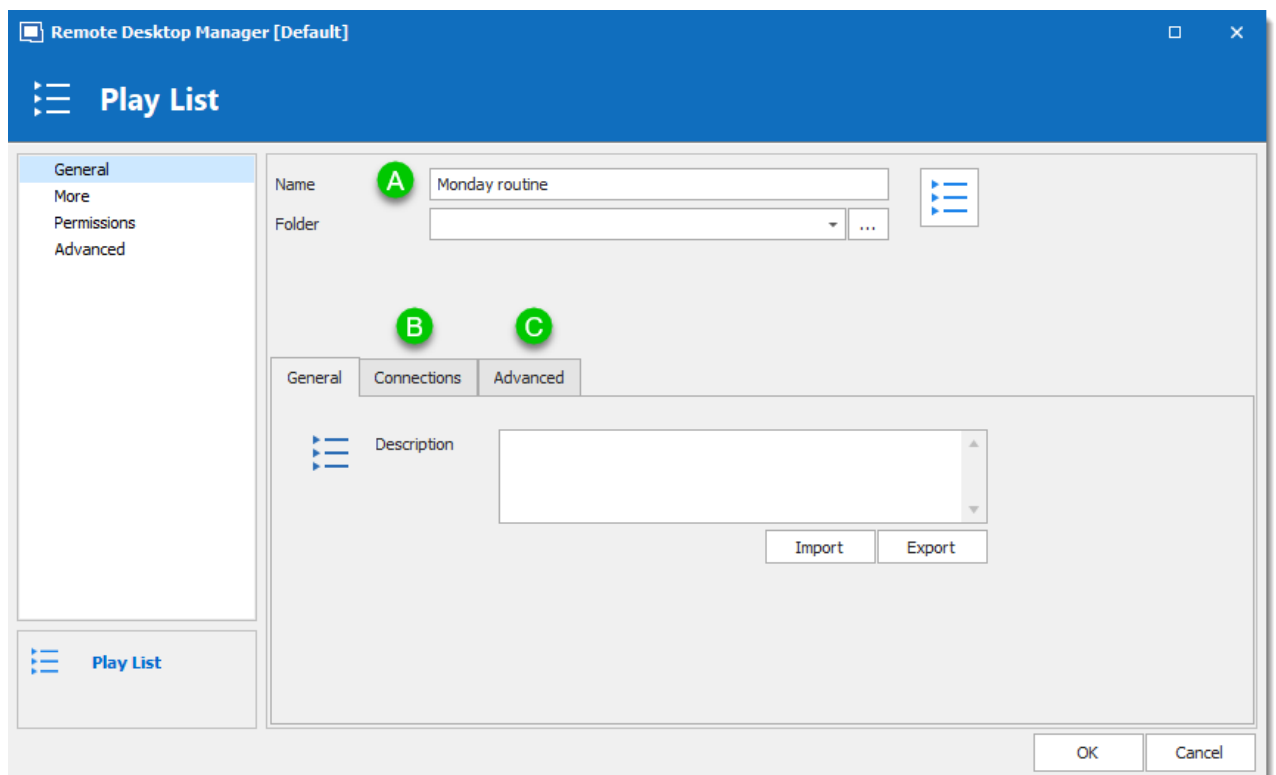 Remote Desktop Manager [Default]
Play List
General
More
Permissions
Advanced
Play List
Name A Monday routine
Folder ...
B C
General Connections Advanced
Description
Import Export
OK Cancel